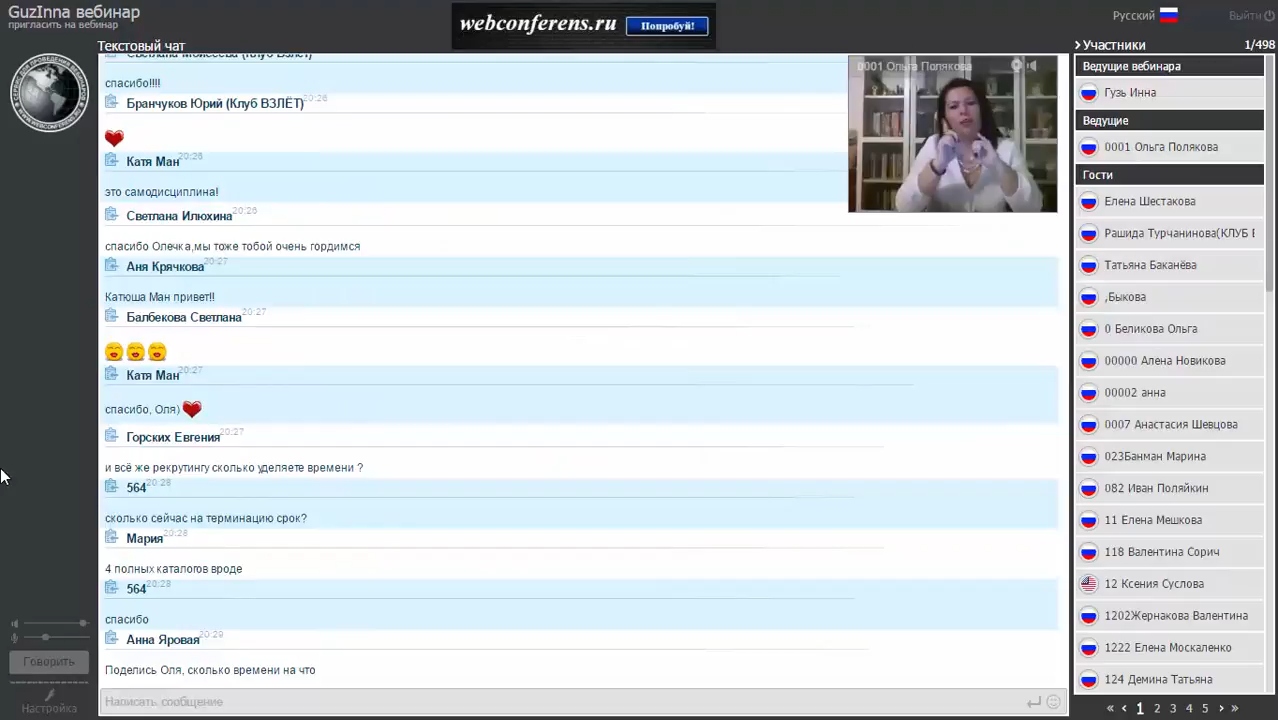 GuzInna вебинар
пригласить на вебинар
webconferens.ru Попробуй!
Русский
Выйти
Текстовый чат
Участники 1/498
Светлана Моисеева (Клуб Взлет)
спасибо!!!!
Бранчуков Юрий (Клуб ВЗЛЁТ) 20:26
Катя Ман 20:26
это самодисциплина!
Светлана Илюхина 20:26
спасибо Олечка,мы тоже тобой очень гордимся
Аня Крячкова 20:27
Катюша Ман привет!!
Балбекова Светлана 20:27
Катя Ман 20:27
спасибо, Оля)
Горских Евгения 20:27
и всё же рекрутингу сколько уделяете времени ?
564 20:28
сколько сейчас на терминацию срок?
Мария 20:28
4 полных каталогов вроде
564 20:28
спасибо
Анна Яровая 20:29
Поделись Оля, сколько времени на что
Написать сообщение
0001 Ольга Полякова
Ведущие вебинара
Гузь Инна
Ведущие
0001 Ольга Полякова
Гости
Елена Шестакова
Рашида Турчанинова(КЛУБ
Татьяна Баканёва
,Быкова
0 Беликова Ольга
00000 Алена Новикова
00002 анна
0007 Анастасия Шевцова
023Банман Марина
082 Иван Поляйкин
11 Елена Мешкова
118 Валентина Сорич
12 Ксения Суслова
1202Жернакова Валентина
1222 Елена Москаленко
124 Демина Татьяна
« ‹ 1 2 3 4 5 › »
Говорить
Настройка